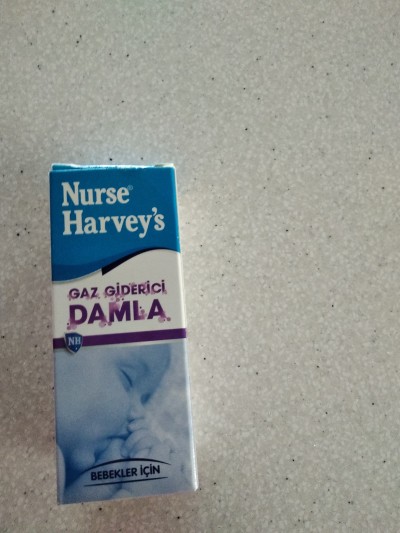 Nurse®
Harvey's
GAZ GİDERİCİ
DAMLA
NH
BEBEKLER İÇİN